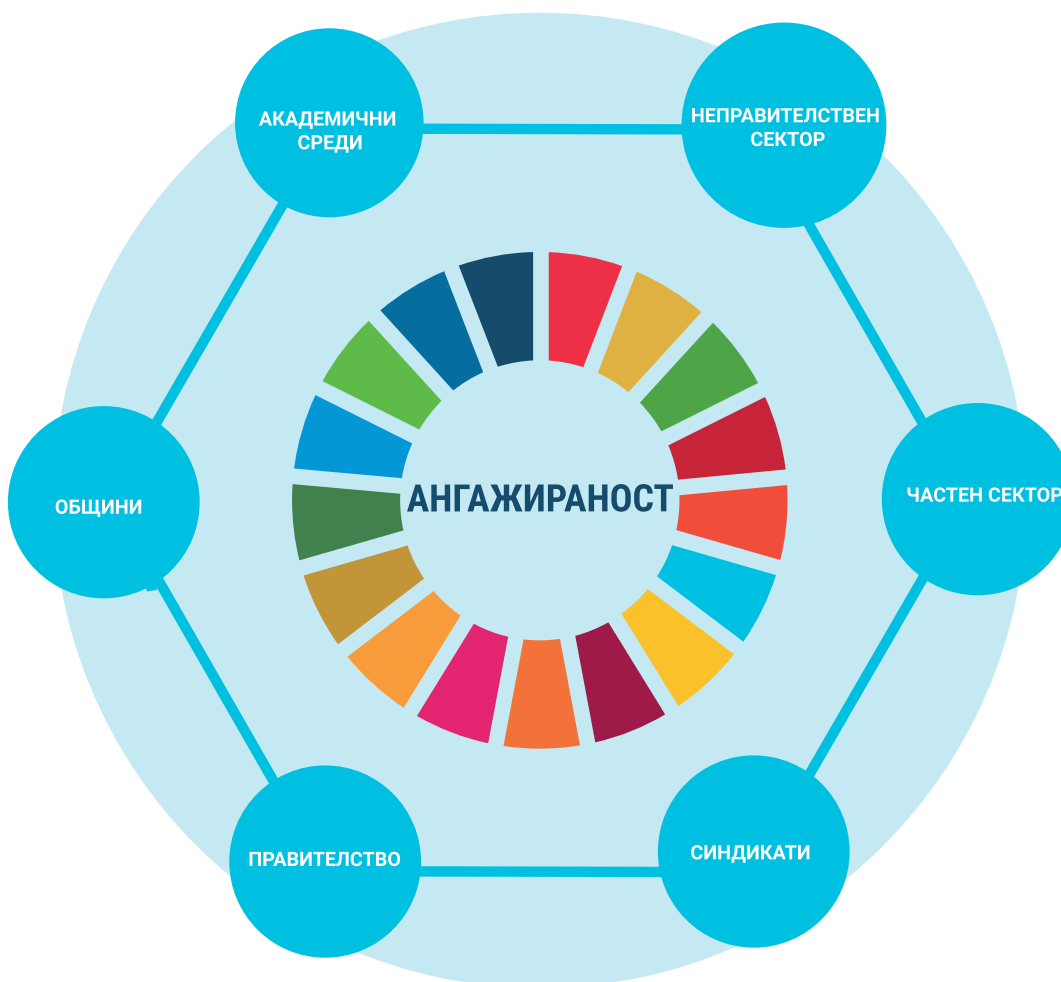 АКАДЕМИЧНИ
СРЕДИ
НЕПРАВИТЕЛСТВЕН
СЕКТОР
ОБЩИНИ
АНГАЖИРАНОСТ
ЧАСТЕН СЕКТОР
ПРАВИТЕЛСТВО
СИНДИКАТИ